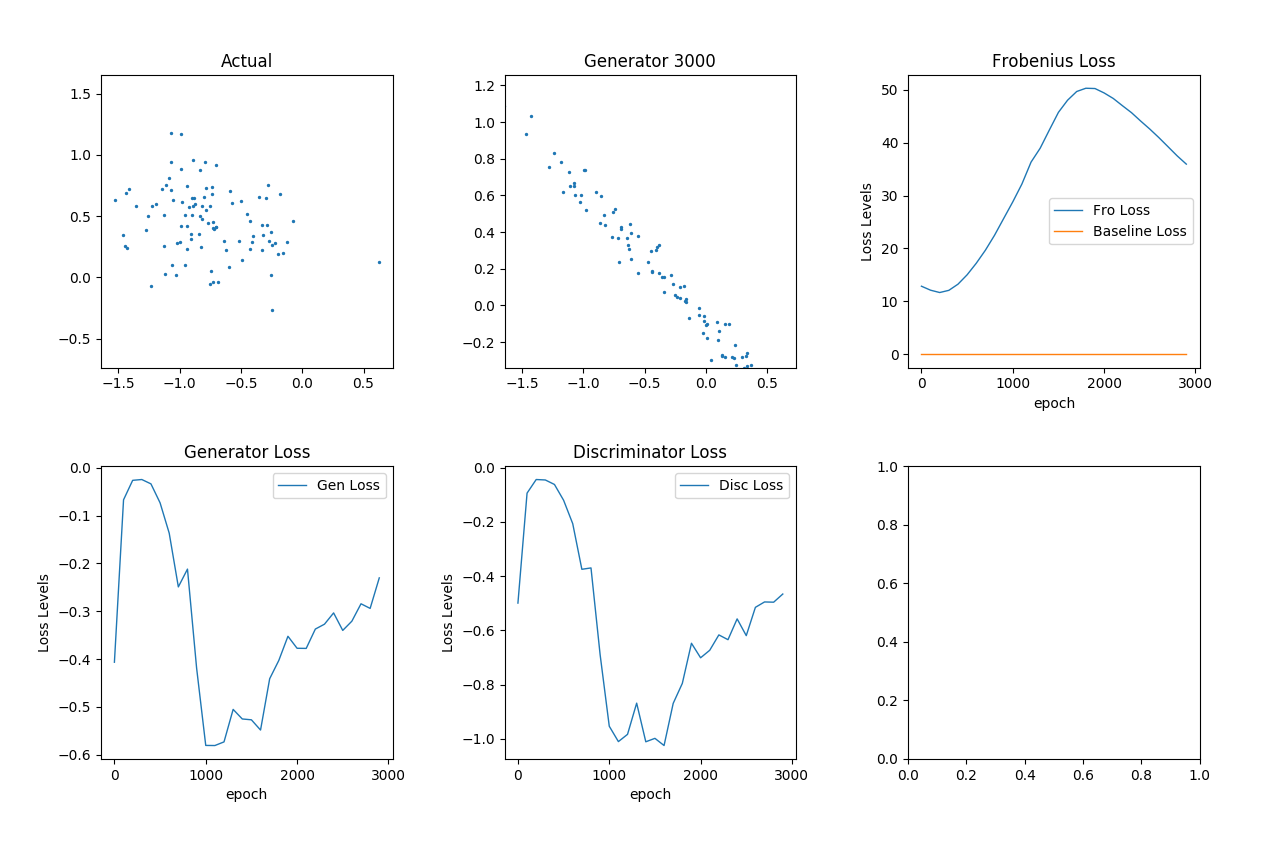 Actual
1.5
1.0
0.5
0.0
−0.5
−1.5 −1.0 −0.5 0.0 0.5
Generator 3000
1.2
1.0
0.8
0.6
0.4
0.2
0.0
−0.2
−1.5 −1.0 −0.5 0.0 0.5
Frobenius Loss
Loss Levels
50
40
30
20
10
0
Fro Loss
Baseline Loss
0 1000 2000 3000
epoch
Generator Loss
Loss Levels
0.0
−0.1
−0.2
−0.3
−0.4
−0.5
−0.6
Gen Loss
0 1000 2000 3000
epoch
Discriminator Loss
Loss Levels
0.0
−0.2
−0.4
−0.6
−0.8
−1.0
Disc Loss
0 1000 2000 3000
epoch
1.0
0.8
0.6
0.4
0.2
0.0
0.0 0.2 0.4 0.6 0.8 1.0